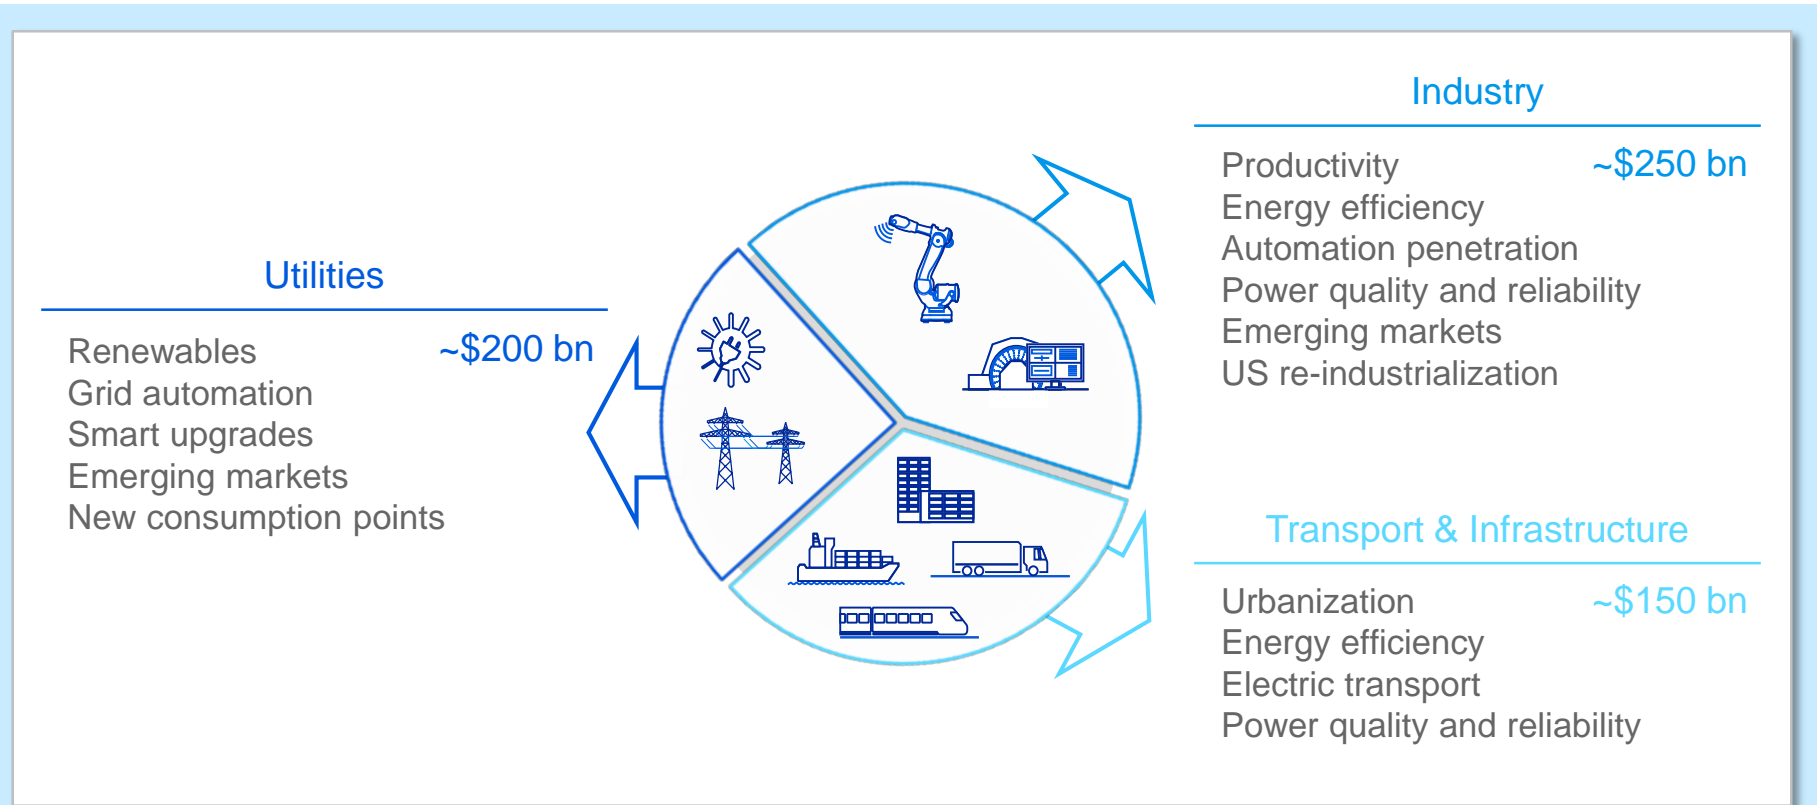 Utilities
Renewables ~$200 bn
Grid automation
Smart upgrades
Emerging markets
New consumption points
Industry
Productivity ~$250 bn
Energy efficiency
Automation penetration
Power quality and reliability
Emerging markets
US re-industrialization
Transport & Infrastructure
Urbanization ~$150 bn
Energy efficiency
Electric transport
Power quality and reliability